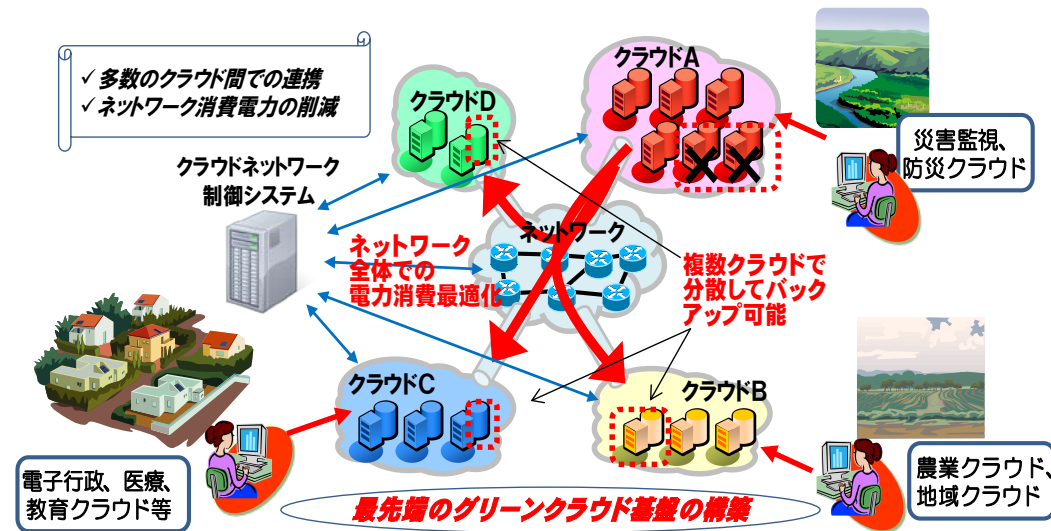 ✓ 多数のクラウド間での連携
✓ ネットワーク消費電力の削減
クラウドD
クラウドA
災害監視、
防災クラウド
クラウドネットワーク
制御システム
ネットワーク
ネットワーク
全体での
電力消費最適化
複数クラウドで
分散してバック
アップ可能
クラウドC
クラウドB
電子行政、医療、
教育クラウド等
農業クラウド、
地域クラウド
最先端のグリーンクラウド基盤の構築